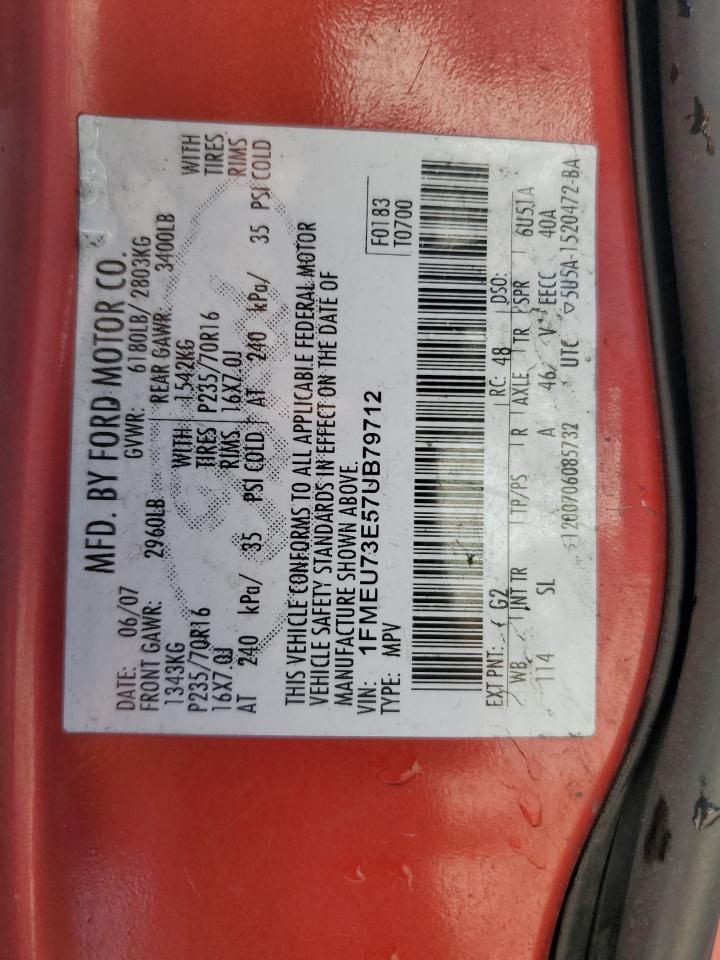 MFD. BY FORD MOTOR CO.
DATE: 06/07 GVWR: 6180LB/ 2803KG
FRONT GAWR: 2960LB REAR GAWR: 3400LB
1343KG WITH 1542KG WITH
P235/70R16 TIRES P235/70R16 TIRES
16X7.0J RIMS 16X7.0J RIMS
AT 240 kPa/ 35 PSI COLD AT 240 kPa/ 35 PSI COLD
THIS VEHICLE CONFORMS TO ALL APPLICABLE FEDERAL MOTOR
VEHICLE SAFETY STANDARDS IN EFFECT ON THE DATE OF
MANUFACTURE SHOWN ABOVE.
VIN: 1FMEU73E57UB79712
TYPE: MPV
F0183
T0700
EXT PNT: G2 RC: 48 DSO:
WB INT TR TP/PS R AXLE TR SPR 6U51A
114 SL A 46 V EECC 40A
UTC ▽5U5A-1520472-BA